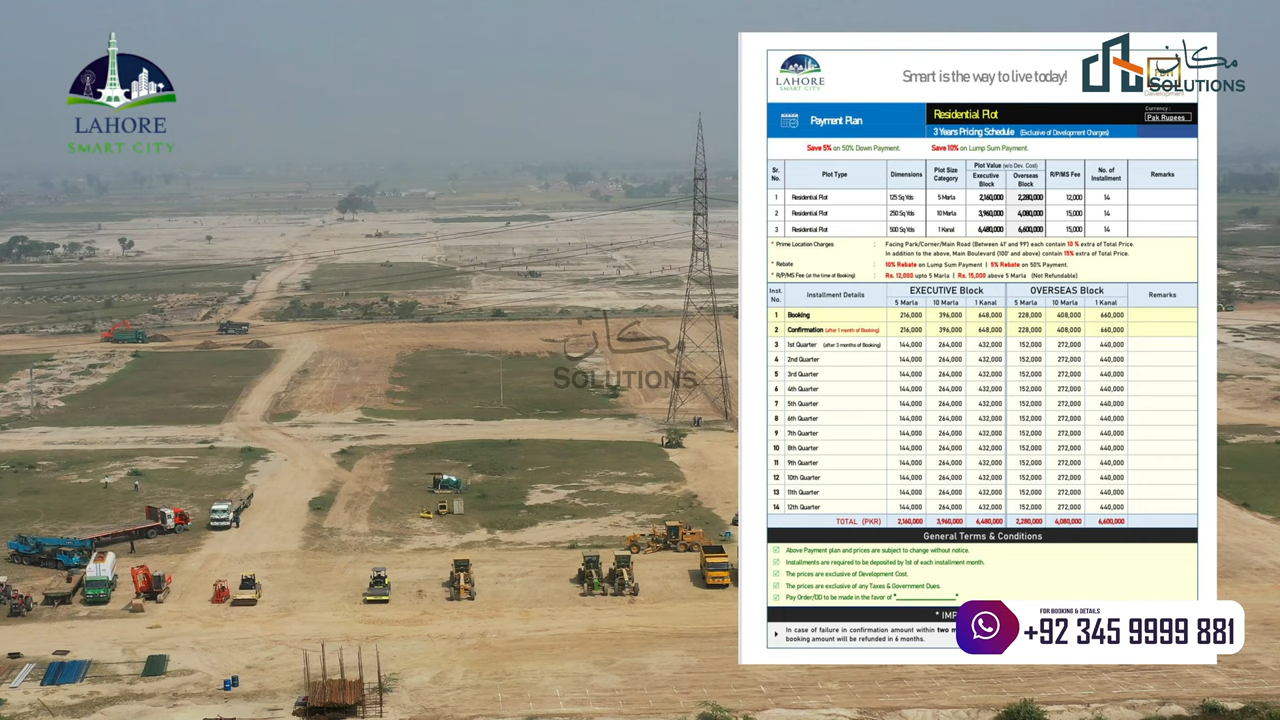 LAHORE
SMART CITY
LAHORE
SMART CITY
Smart is the way to live today!
مکان
SOLUTIONS
Payment Plan
Residential Plot
Currency :
Pak Rupees
3 Years Pricing Schedule (Exclusive of Development Charges)
Save 5% on 50% Down Payment. Save 10% on Lump Sum Payment.
Sr. No. Plot Type Dimensions Plot Size Category Plot Value (w/o Dev. Cost) Executive Block Overseas Block R/P/MS Fee No. of Installment Remarks
1 Residential Plot 125 Sq Yds 5 Marla 2,160,000 2,280,000 12,000 14
2 Residential Plot 250 Sq Yds 10 Marla 3,960,000 4,080,000 15,000 14
3 Residential Plot 500 Sq Yds 1 Kanal 6,480,000 6,600,000 15,000 14
* Prime Location Charges : Facing Park/Corner/Main Road (Between 41' and 99') each contain 10 % extra of Total Price.
In addition to the above, Main Boulevard (100' and above) contain 15% extra of Total Price.
* Rebate : 10% Rebate on Lump Sum Payment | 5% Rebate on 50% Payment.
* R/P/MS Fee (at the time of Booking) : Rs. 12,000 upto 5 Marla | Rs. 15,000 above 5 Marla (Not Refundable)
Inst. No. Installment Details EXECUTIVE Block OVERSEAS Block Remarks
5 Marla 10 Marla 1 Kanal 5 Marla 10 Marla 1 Kanal
1 Booking 216,000 396,000 648,000 228,000 408,000 660,000
2 Confirmation (after 1 month of Booking) 216,000 396,000 648,000 228,000 408,000 660,000
3 1st Quarter (after 3 months of Booking) 144,000 264,000 432,000 152,000 272,000 440,000
4 2nd Quarter 144,000 264,000 432,000 152,000 272,000 440,000
5 3rd Quarter 144,000 264,000 432,000 152,000 272,000 440,000
6 4th Quarter 144,000 264,000 432,000 152,000 272,000 440,000
7 5th Quarter 144,000 264,000 432,000 152,000 272,000 440,000
8 6th Quarter 144,000 264,000 432,000 152,000 272,000 440,000
9 7th Quarter 144,000 264,000 432,000 152,000 272,000 440,000
10 8th Quarter 144,000 264,000 432,000 152,000 272,000 440,000
11 9th Quarter 144,000 264,000 432,000 152,000 272,000 440,000
12 10th Quarter 144,000 264,000 432,000 152,000 272,000 440,000
13 11th Quarter 144,000 264,000 432,000 152,000 272,000 440,000
14 12th Quarter 144,000 264,000 432,000 152,000 272,000 440,000
TOTAL (PKR) 2,160,000 3,960,000 6,480,000 2,280,000 4,080,000 6,600,000
General Terms & Conditions
Above Payment plan and prices are subject to change without notice.
Installments are required to be deposited by 1st of each installment month.
The prices are exclusive of Development Cost.
The prices are exclusive of any Taxes & Government Dues.
Pay Order/DD to be made in the favor of "____________"
In case of failure in confirmation amount within two
booking amount will be refunded in 6 months.
FOR BOOKING & DETAILS
+92 345 9999 881
مکان
SOLUTIONS